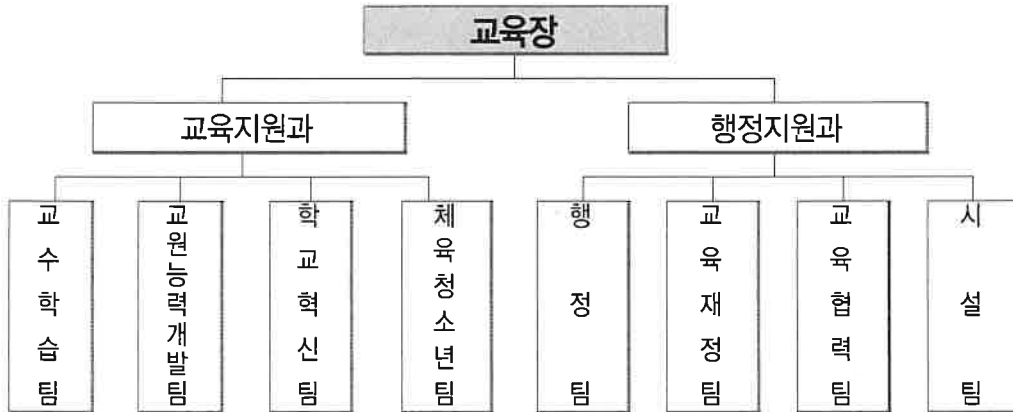 교육장
교육지원과
행정지원과
교수학습팀
교원능력개발팀
학교혁신팀
체육청소년팀
행정팀
교육재정팀
교육협력팀
시설팀